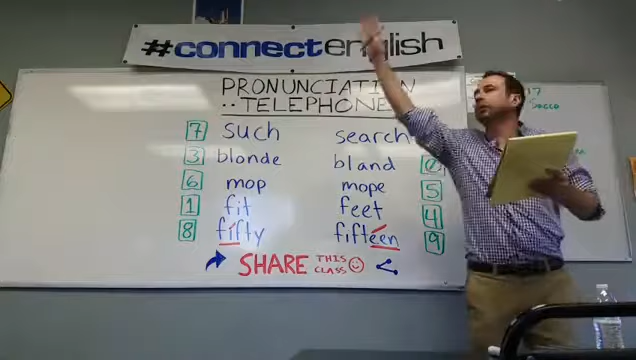 #connectenglish
PRONUNCIATION
TELEPHONE
7 such search
3 blonde bland
6 mop mope 5
1 fit feet 4
8 fifty fifteen 9
SHARE THIS CLASS
17